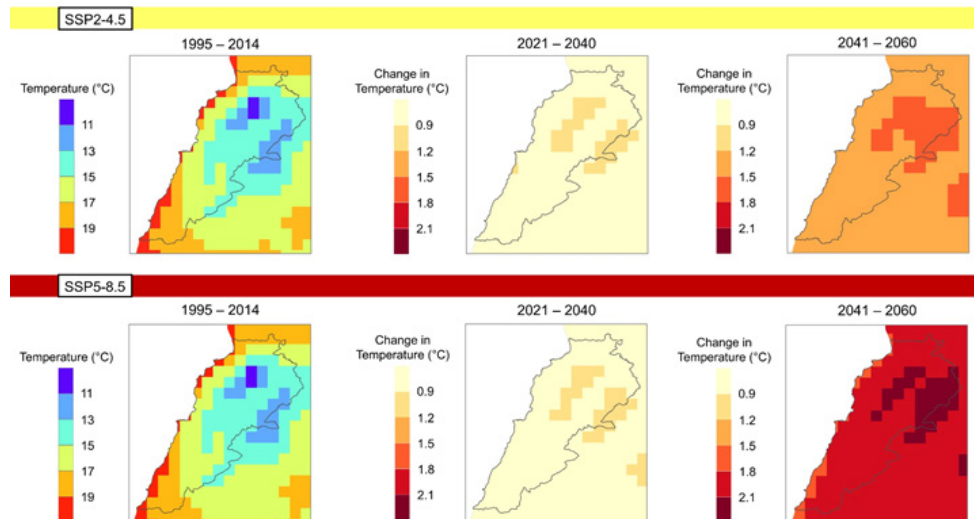 SSP2-4.5
1995 – 2014
2021 – 2040
2041 – 2060
Temperature (°C)
11
13
15
17
19
Change in
Temperature (°C)
0.9
1.2
1.5
1.8
2.1
Change in
Temperature (°C)
0.9
1.2
1.5
1.8
2.1
SSP5-8.5
1995 – 2014
2021 – 2040
2041 – 2060
Temperature (°C)
11
13
15
17
19
Change in
Temperature (°C)
0.9
1.2
1.5
1.8
2.1
Change in
Temperature (°C)
0.9
1.2
1.5
1.8
2.1